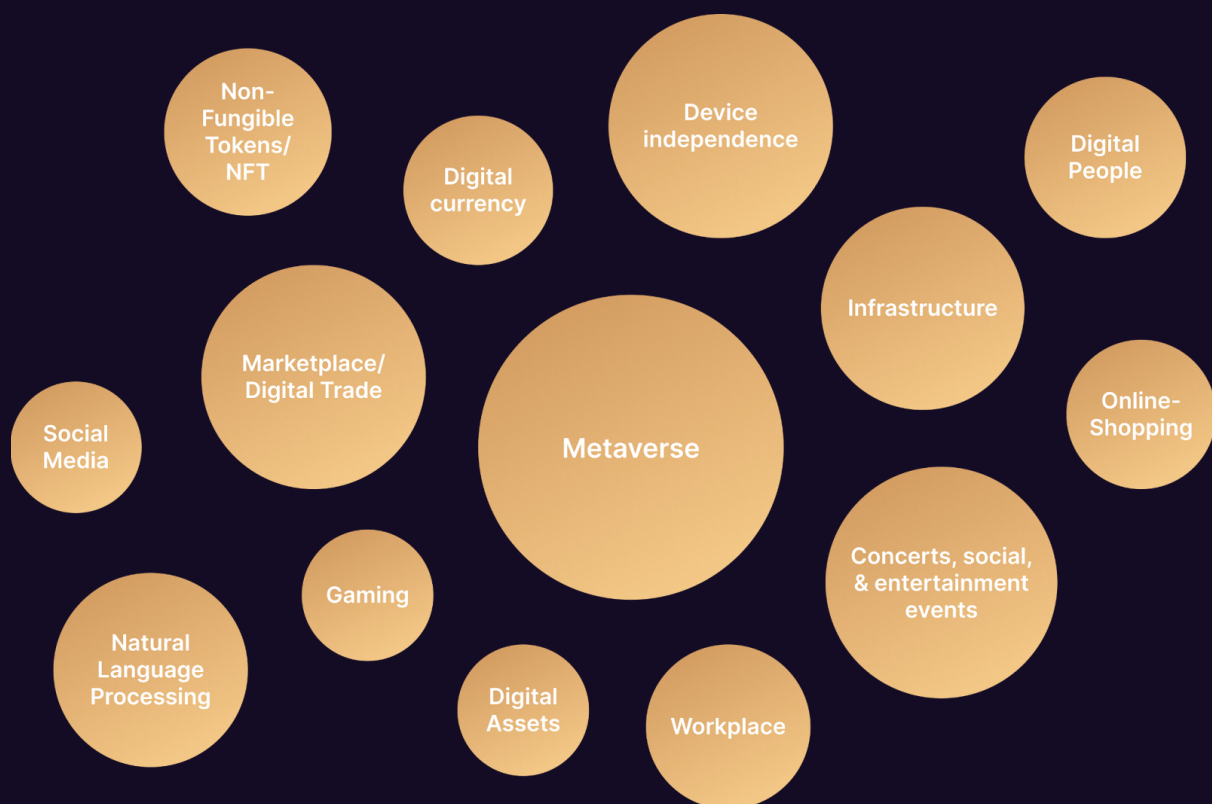 Non-
Fungible
Tokens/
NFT
Digital
currency
Device
independence
Digital
People
Infrastructure
Marketplace/
Digital Trade
Online-
Shopping
Social
Media
Metaverse
Concerts, social,
& entertainment
events
Gaming
Natural
Language
Processing
Digital
Assets
Workplace